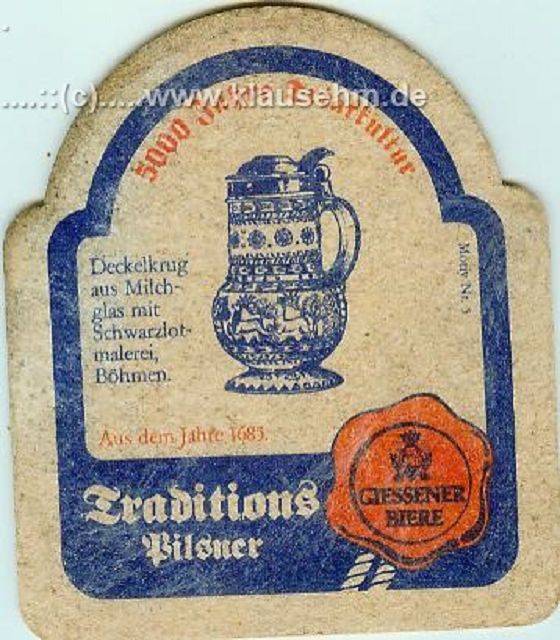 .....::(c).....www.klausehm.de
5000 Jahre Trinkkultur
Deckelkrug
aus Milch-
glas mit
Schwarzlot-
malerei,
Böhmen.
Motiv Nr. 3
Aus dem Jahre 1685.
Traditions
Pilsner
GIESSENER
BIERE